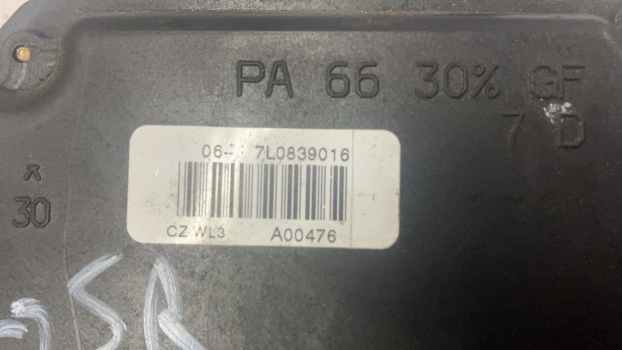 PA 66 30% GF
7 D
06-- 7L0839016
30
CZ WL3 A00476